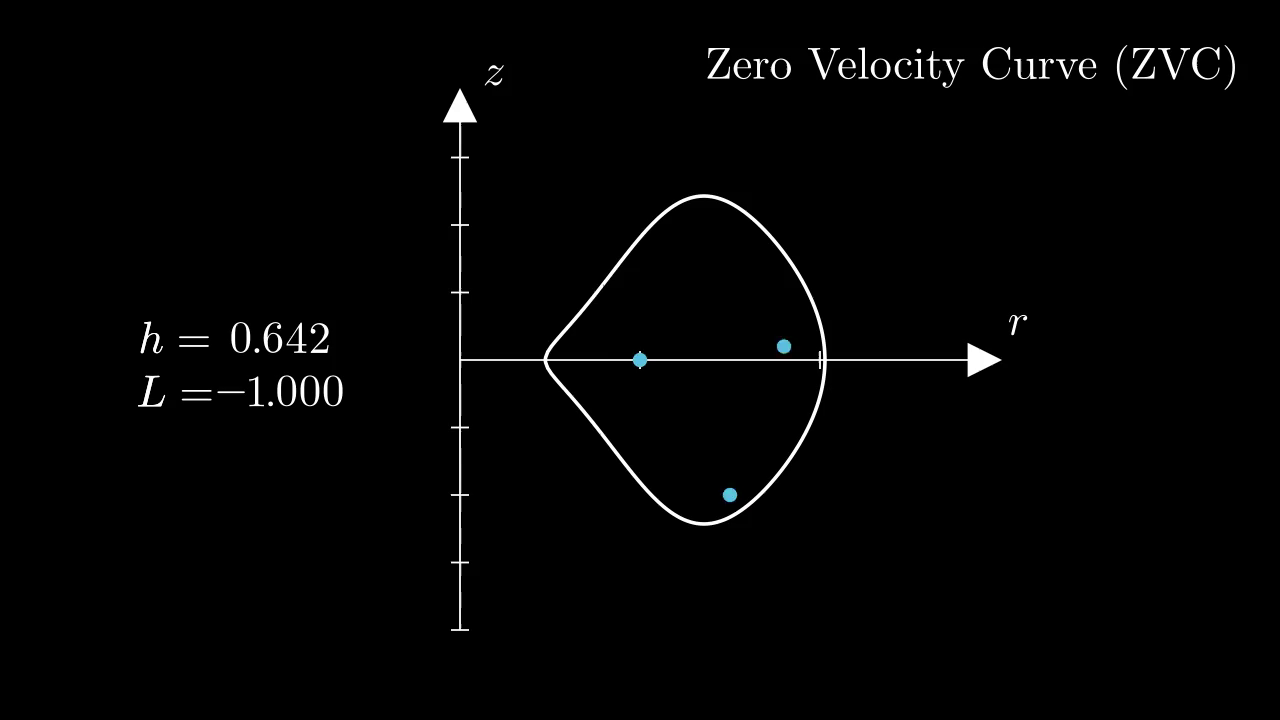 Zero Velocity Curve (ZVC)
z
r
h = 0.642
L =−1.000